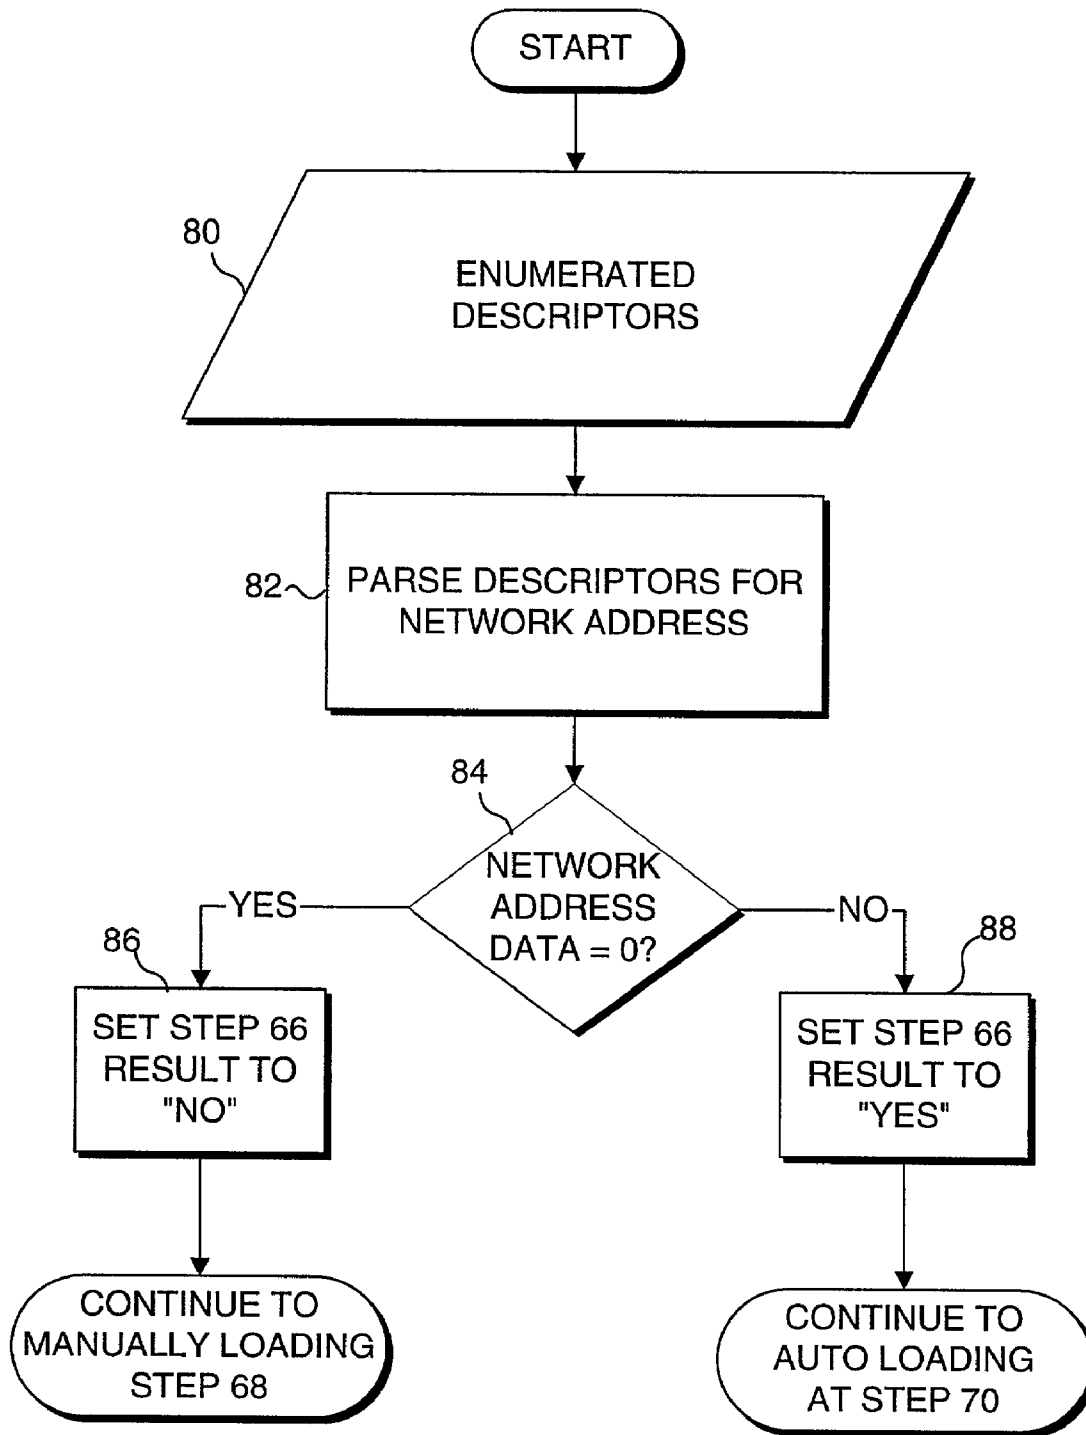 START
80
ENUMERATED
DESCRIPTORS
82
PARSE DESCRIPTORS FOR
NETWORK ADDRESS
84
NETWORK
ADDRESS
DATA = 0?
YES
NO
86
SET STEP 66
RESULT TO
"NO"
88
SET STEP 66
RESULT TO
"YES"
CONTINUE TO
MANUALLY LOADING
STEP 68
CONTINUE TO
AUTO LOADING
AT STEP 70